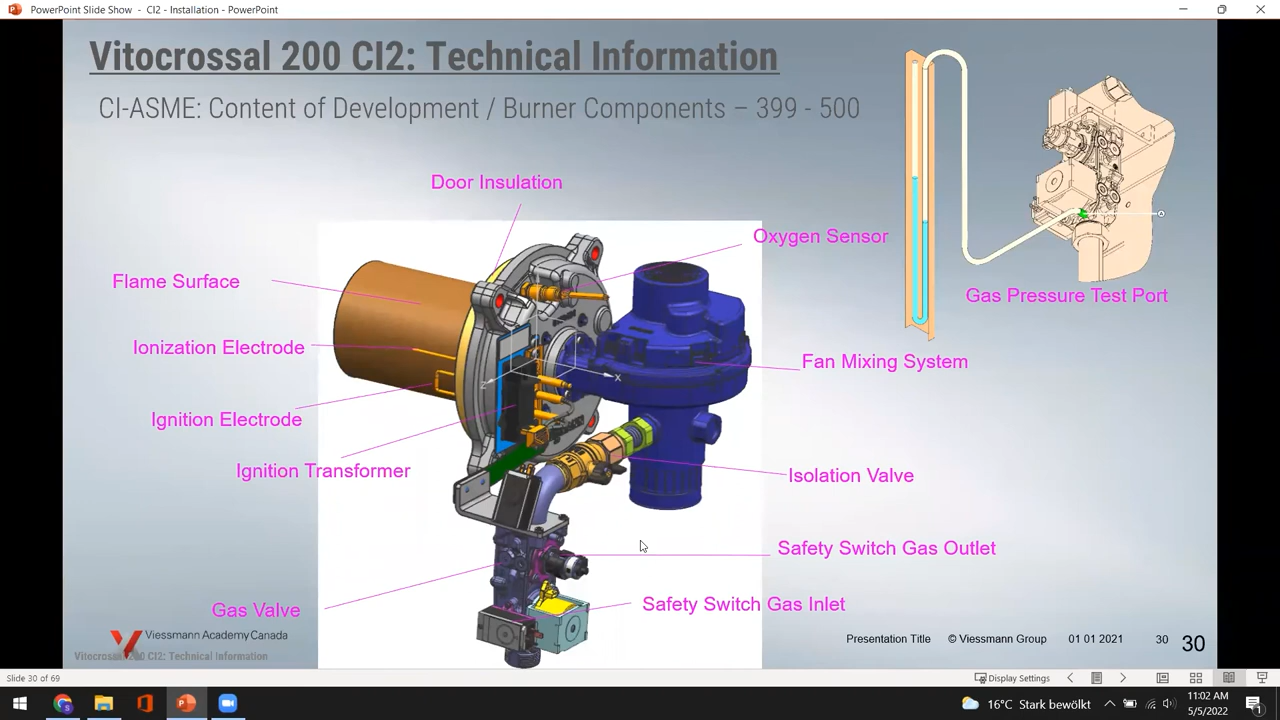 PowerPoint Slide Show - CI2 - Installation - PowerPoint
Vitocrossal 200 CI2: Technical Information
CI-ASME: Content of Development / Burner Components – 399 - 500
Door Insulation
Oxygen Sensor
Flame Surface
Gas Pressure Test Port
Ionization Electrode
Fan Mixing System
Ignition Electrode
Ignition Transformer
Isolation Valve
Safety Switch Gas Outlet
Gas Valve
Safety Switch Gas Inlet
X
Z
A
Viessmann Academy Canada
Vitocrossal 200 CI2: Technical Information
Presentation Title © Viessmann Group 01 01 2021 30 30
Slide 30 of 69
Display Settings
16°C Stark bewölkt
11:02 AM
5/5/2022
1